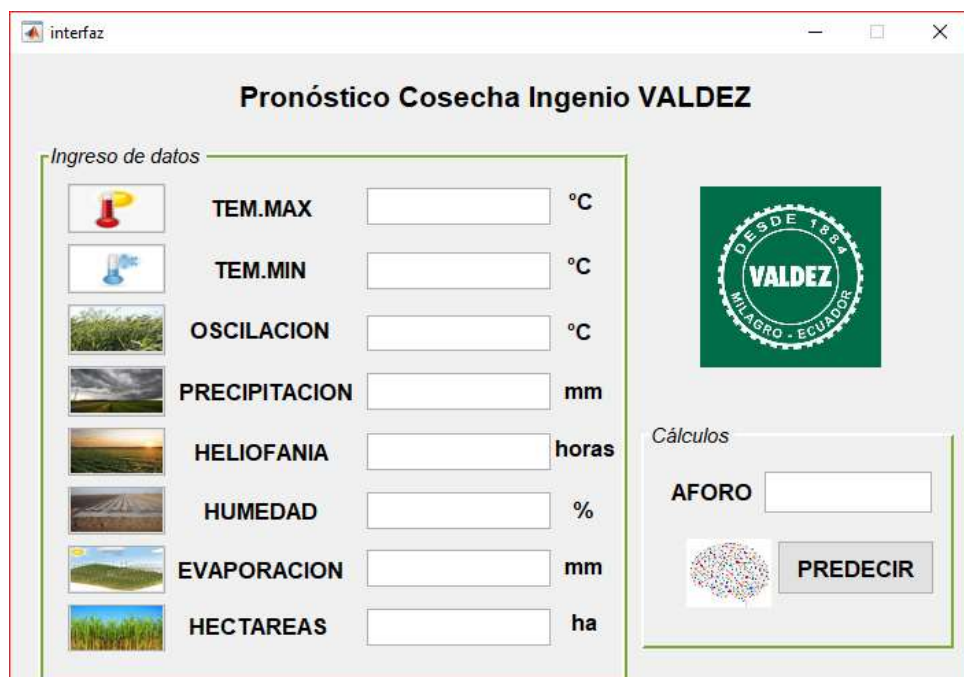 interfaz
Pronóstico Cosecha Ingenio VALDEZ
Ingreso de datos
TEM.MAX °C
TEM.MIN °C
OSCILACION °C
PRECIPITACION mm
HELIOFANIA horas
HUMEDAD %
EVAPORACION mm
HECTAREAS ha
DESDE 1884
VALDEZ
MILAGRO - ECUADOR
Cálculos
AFORO
PREDECIR